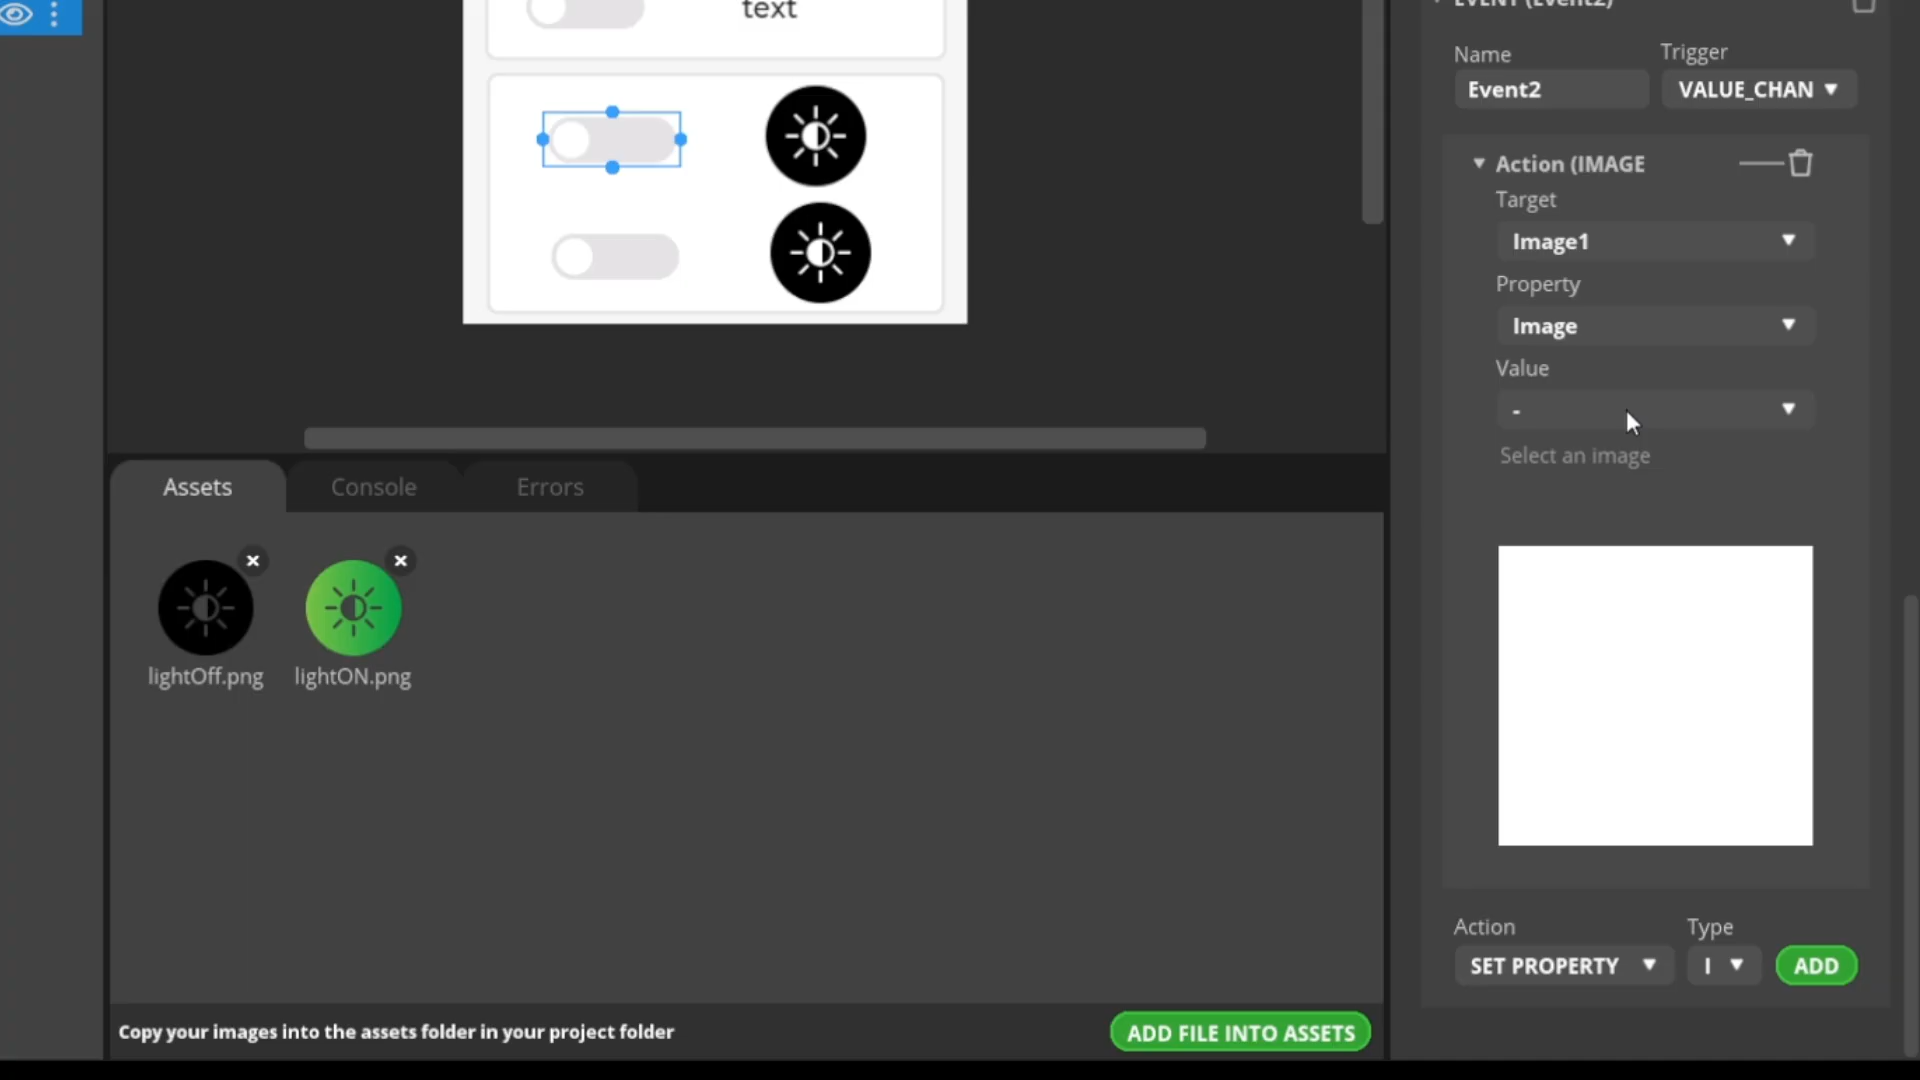 text
EVENT (Event2)
Name
Trigger
Event2
VALUE_CHAN
Action (IMAGE
Target
Image1
Property
Image
Value
-
Select an image
Assets
Console
Errors
lightOff.png
lightON.png
Action
Type
SET PROPERTY
I
ADD
Copy your images into the assets folder in your project folder
ADD FILE INTO ASSETS